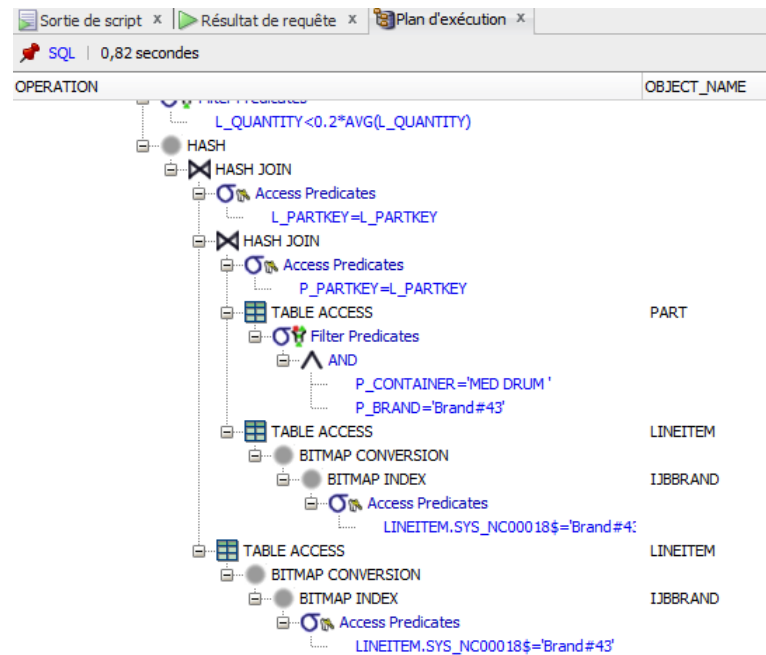 Sortie de script x Résultat de requête x Plan d'exécution x
SQL | 0,82 secondes
OPERATION OBJECT_NAME
Filter Predicates
L_QUANTITY<0.2*AVG(L_QUANTITY)
HASH
HASH JOIN
Access Predicates
L_PARTKEY=L_PARTKEY
HASH JOIN
Access Predicates
P_PARTKEY=L_PARTKEY
TABLE ACCESS PART
Filter Predicates
AND
P_CONTAINER='MED DRUM '
P_BRAND='Brand#43'
TABLE ACCESS LINEITEM
BITMAP CONVERSION
BITMAP INDEX IJBBRAND
Access Predicates
LINEITEM.SYS_NC00018$='Brand#43
TABLE ACCESS LINEITEM
BITMAP CONVERSION
BITMAP INDEX IJBBRAND
Access Predicates
LINEITEM.SYS_NC00018$='Brand#43'